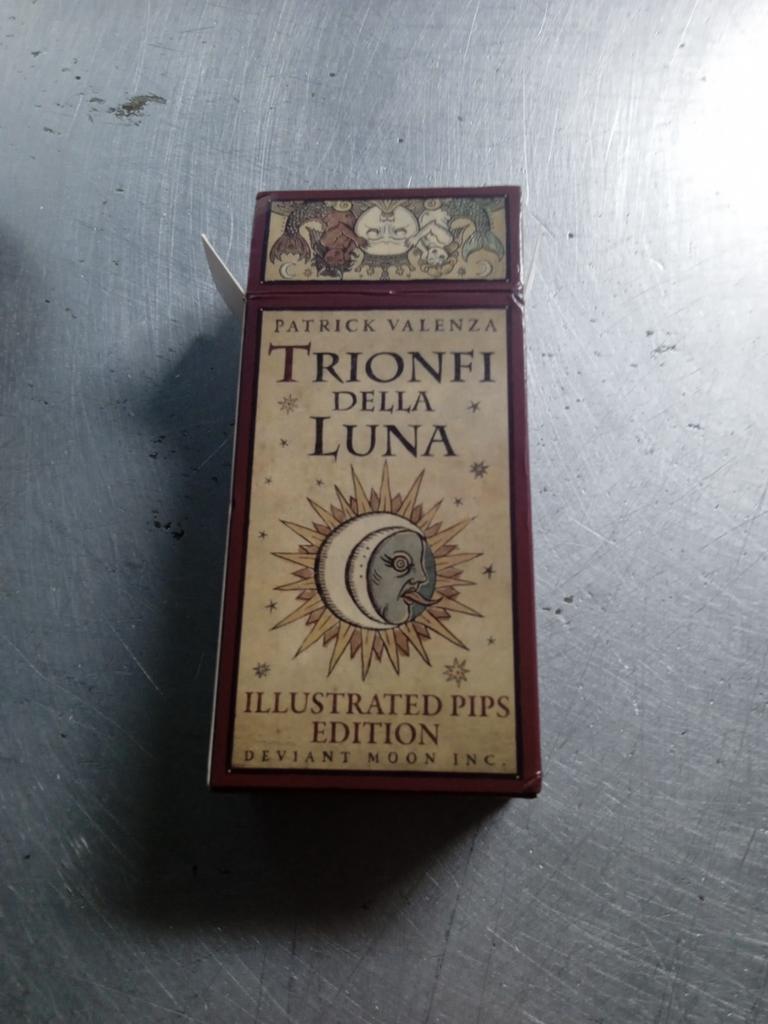 PATRICK VALENZA
TRIONFI
DELLA
LUNA
ILLUSTRATED PIPS
EDITION
DEVIANT MOON INC.